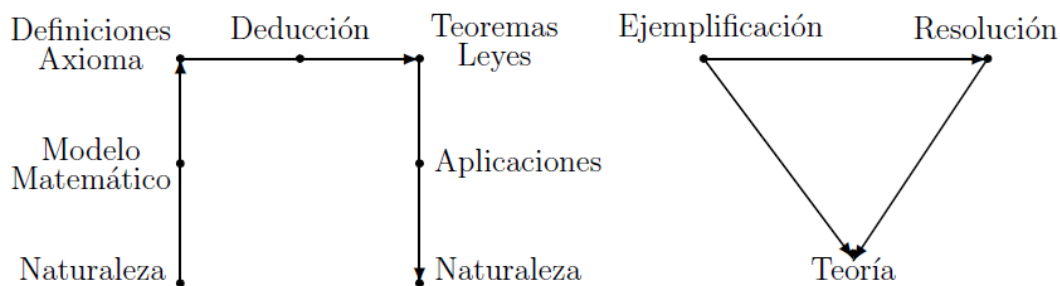 Definiciones
Axioma
Deducción
Teoremas
Leyes
Modelo
Matemático
Aplicaciones
Naturaleza
Naturaleza
Ejemplificación
Resolución
Teoría